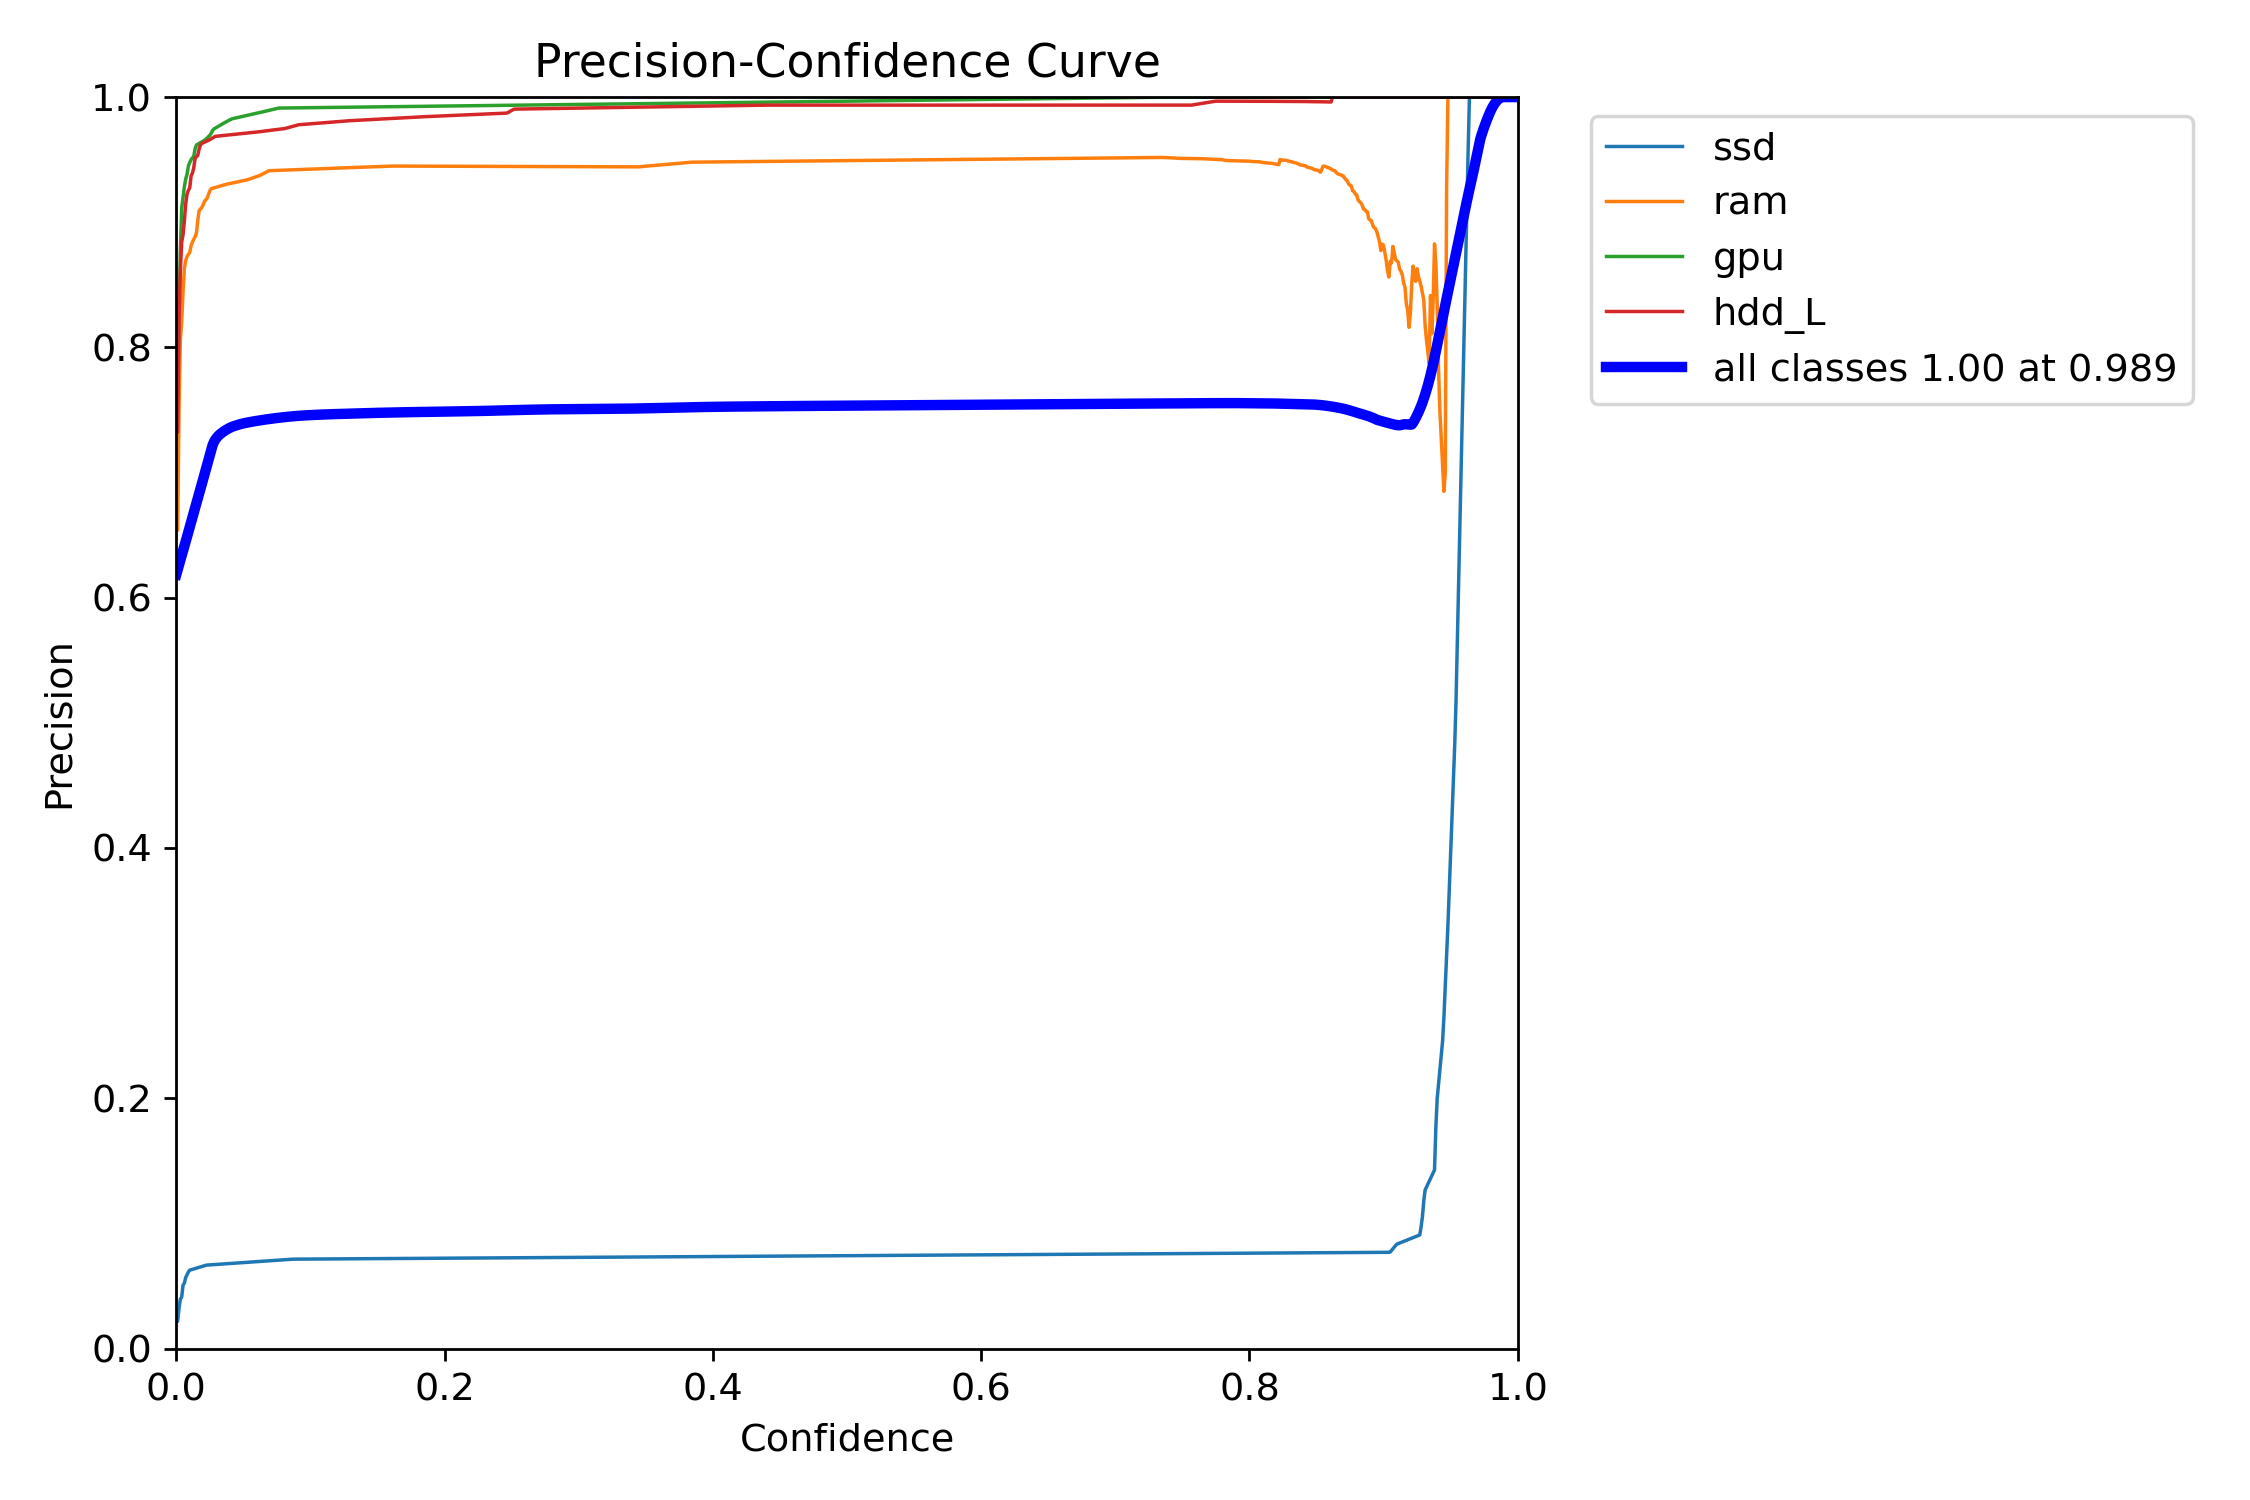 Precision-Confidence Curve
1.0
0.8
0.6
0.4
0.2
0.0
Precision
0.0 0.2 0.4 0.6 0.8 1.0
Confidence
ssd
ram
gpu
hdd_L
all classes 1.00 at 0.989